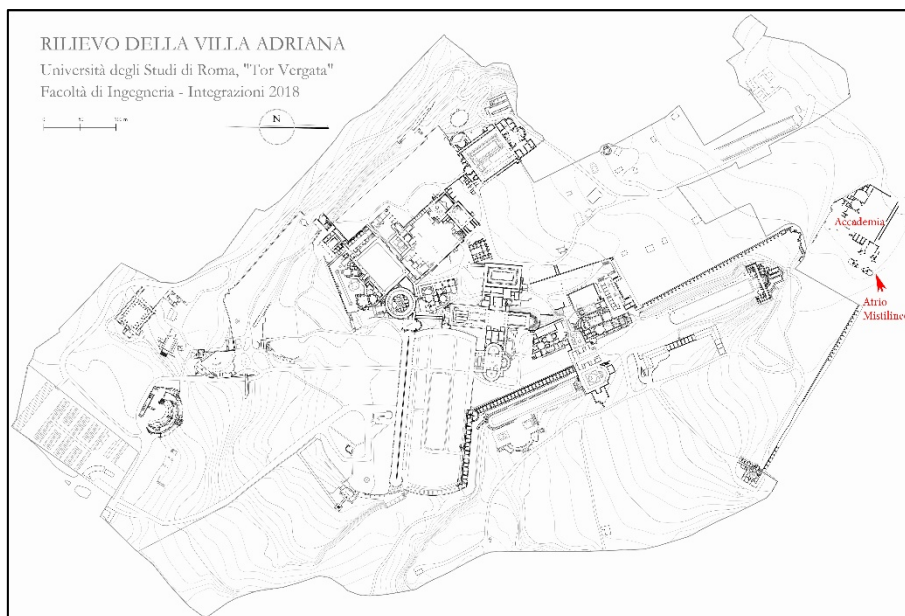 RILIEVO DELLA VILLA ADRIANA
Università degli Studi di Roma, "Tor Vergata"
Facoltà di Ingegneria - Integrazioni 2018
N
Accademia
Atrio
Mistilineo